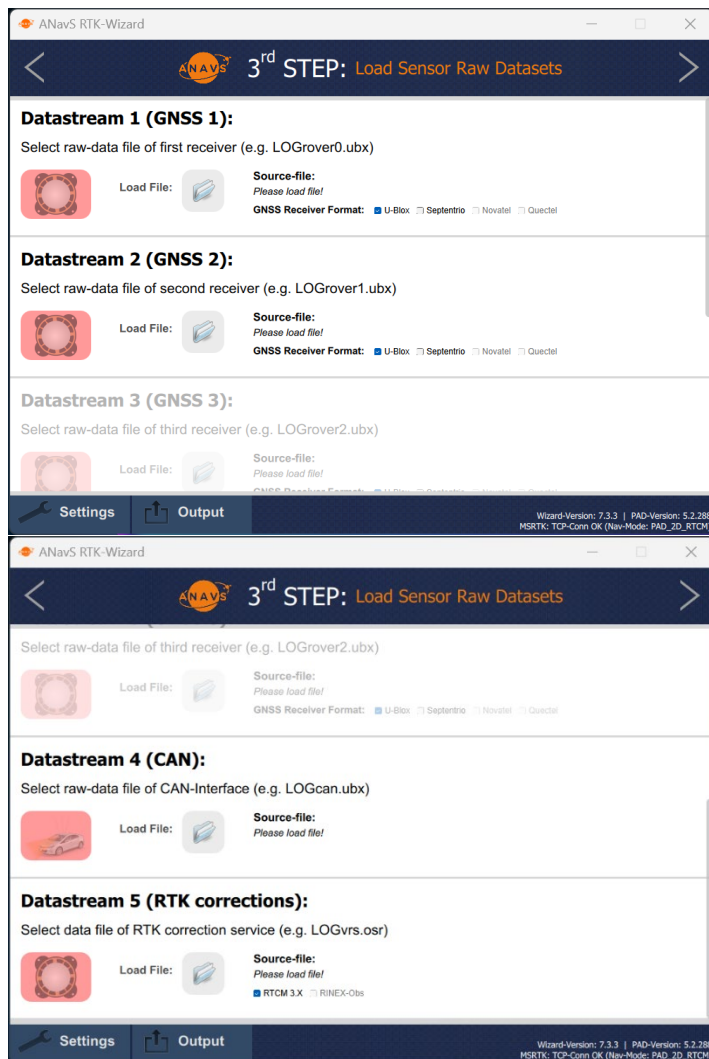 ANavS RTK-Wizard
ANAVS 3rd STEP: Load Sensor Raw Datasets
Datastream 1 (GNSS 1):
Select raw-data file of first receiver (e.g. LOGrover0.ubx)
Load File:
Source-file:
Please load file!
GNSS Receiver Format: U-Blox Septentrio Novatel Quectel
Datastream 2 (GNSS 2):
Select raw-data file of second receiver (e.g. LOGrover1.ubx)
Load File:
Source-file:
Please load file!
GNSS Receiver Format: U-Blox Septentrio Novatel Quectel
Datastream 3 (GNSS 3):
Select raw-data file of third receiver (e.g. LOGrover2.ubx)
Load File:
Source-file:
Please load file!
GNSS Receiver Format: U-Blox Septentrio Novatel Quectel
Settings Output
Wizard-Version: 7.3.3 | PAD-Version: 5.2.288
MSRTK: TCP-Conn OK (Nav-Mode: PAD_2D_RTCM)
ANavS RTK-Wizard
ANAVS 3rd STEP: Load Sensor Raw Datasets
Select raw-data file of third receiver (e.g. LOGrover2.ubx)
Load File:
Source-file:
Please load file!
GNSS Receiver Format: U-Blox Septentrio Novatel Quectel
Datastream 4 (CAN):
Select raw-data file of CAN-Interface (e.g. LOGcan.ubx)
Load File:
Source-file:
Please load file!
Datastream 5 (RTK corrections):
Select data file of RTK correction service (e.g. LOGvrs.osr)
Load File:
Source-file:
Please load file!
RTCM 3.X RINEX-Obs
Settings Output
Wizard-Version: 7.3.3 | PAD-Version: 5.2.288
MSRTK: TCP-Conn OK (Nav-Mode: PAD_2D_RTCM)